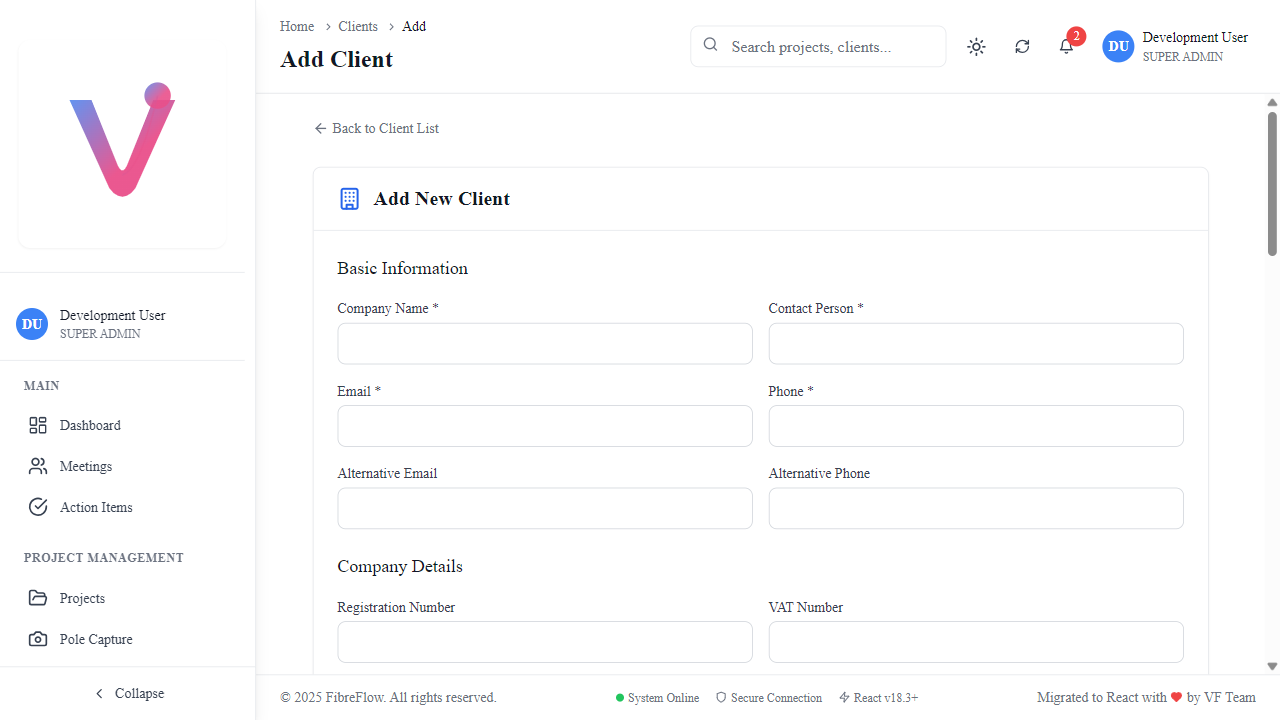 Home > Clients > Add
Add Client
Search projects, clients...
2
DU
Development User
SUPER ADMIN
DU
Development User
SUPER ADMIN
MAIN
Dashboard
Meetings
Action Items
PROJECT MANAGEMENT
Projects
Pole Capture
Collapse
Back to Client List
Add New Client
Basic Information
Company Name *
Contact Person *
Email *
Phone *
Alternative Email
Alternative Phone
Company Details
Registration Number
VAT Number
© 2025 FibreFlow. All rights reserved.
System Online
Secure Connection
React v18.3+
Migrated to React with ❤ by VF Team